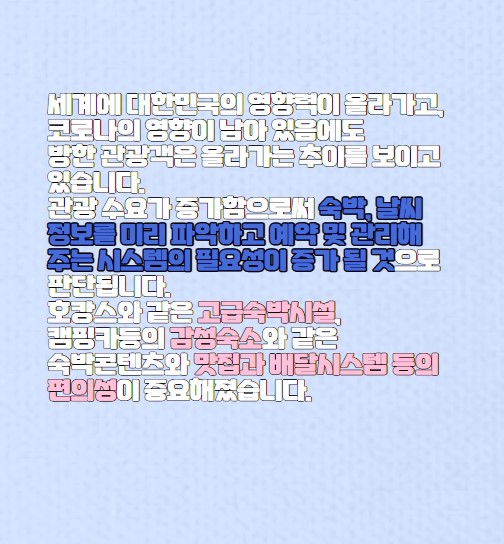 세계에 대한민국의 영향력이 올라가고,
코로나의 영향이 남아 있음에도
방한 관광객은 올라가는 추이를 보이고
있습니다.
관광 수요가 증가함으로써 숙박, 날씨
정보를 미리 파악하고 예약 및 관리해
주는 시스템의 필요성이 증가 될 것으로
판단됩니다.
호캉스와 같은 고급숙박시설,
캠핑카등의 감성숙소와 같은
숙박콘텐츠와 맛집과 배달시스템 등의
편의성이 중요해졌습니다.